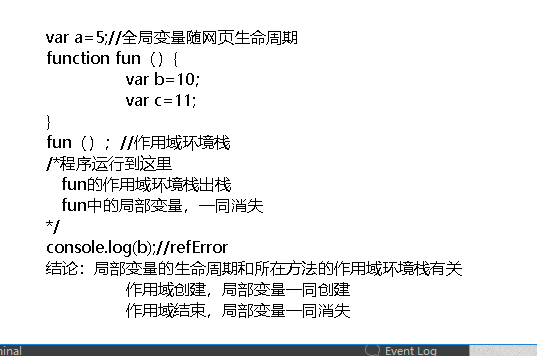 var a=5;//全局变量随网页生命周期
function fun（）{
var b=10;
var c=11;
}
fun（）；//作用域环境栈
/*程序运行到这里
fun的作用域环境栈出栈
fun中的局部变量，一同消失
*/
console.log(b);//refError
结论：局部变量的生命周期和所在方法的作用域环境栈有关
作用域创建，局部变量一同创建
作用域结束，局部变量一同消失
minal Event Log